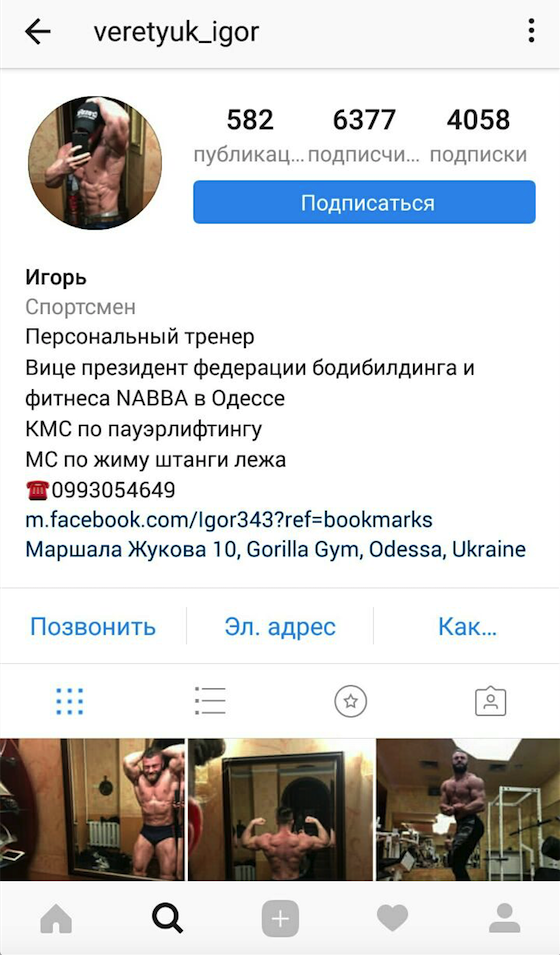 veretyuk_igor
582 6377 4058
публикац... подписчи... подписки
Подписаться
Игорь
Спортсмен
Персональный тренер
Вице президент федерации бодибилдинга и
фитнеса NABBA в Одессе
КМС по пауэрлифтингу
МС по жиму штанги лежа
☎️0993054649
m.facebook.com/Igor343?ref=bookmarks
Маршала Жукова 10, Gorilla Gym, Odessa, Ukraine
Позвонить Эл. адрес Как...